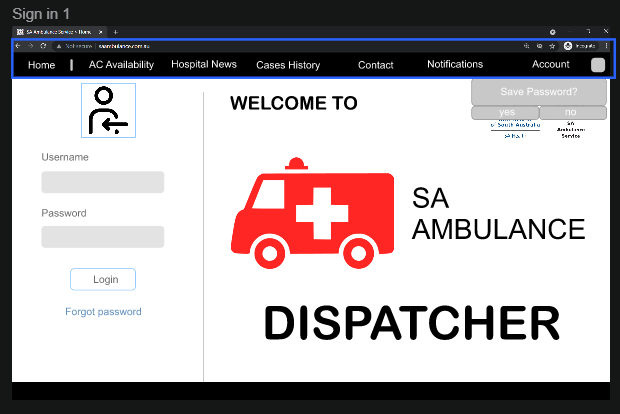 Sign in 1
SA Ambulance Service > Home
Not secure | saambulance.com.au
Incognito
Home | AC Availability Hospital News Cases History Contact Notifications Account
Save Password?
yes no
of South Australia
SA Health
SA
Ambulance
Service
WELCOME TO
Username
Password
Login
Forgot password
SA
AMBULANCE
DISPATCHER